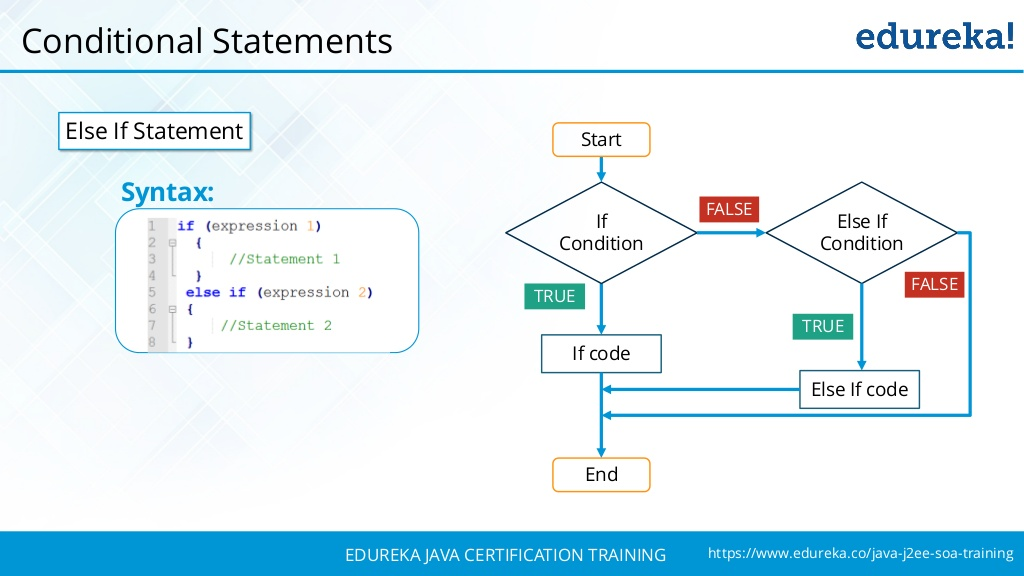 Conditional Statements
edureka!
Else If Statement
Syntax:
1 if (expression 1)
2 {
3 //Statement 1
4 }
5 else if (expression 2)
6 {
7 //Statement 2
8 }
Start
If
Condition
FALSE
Else If
Condition
TRUE
FALSE
TRUE
If code
Else If code
End
EDUREKA JAVA CERTIFICATION TRAINING
https://www.edureka.co/java-j2ee-soa-training